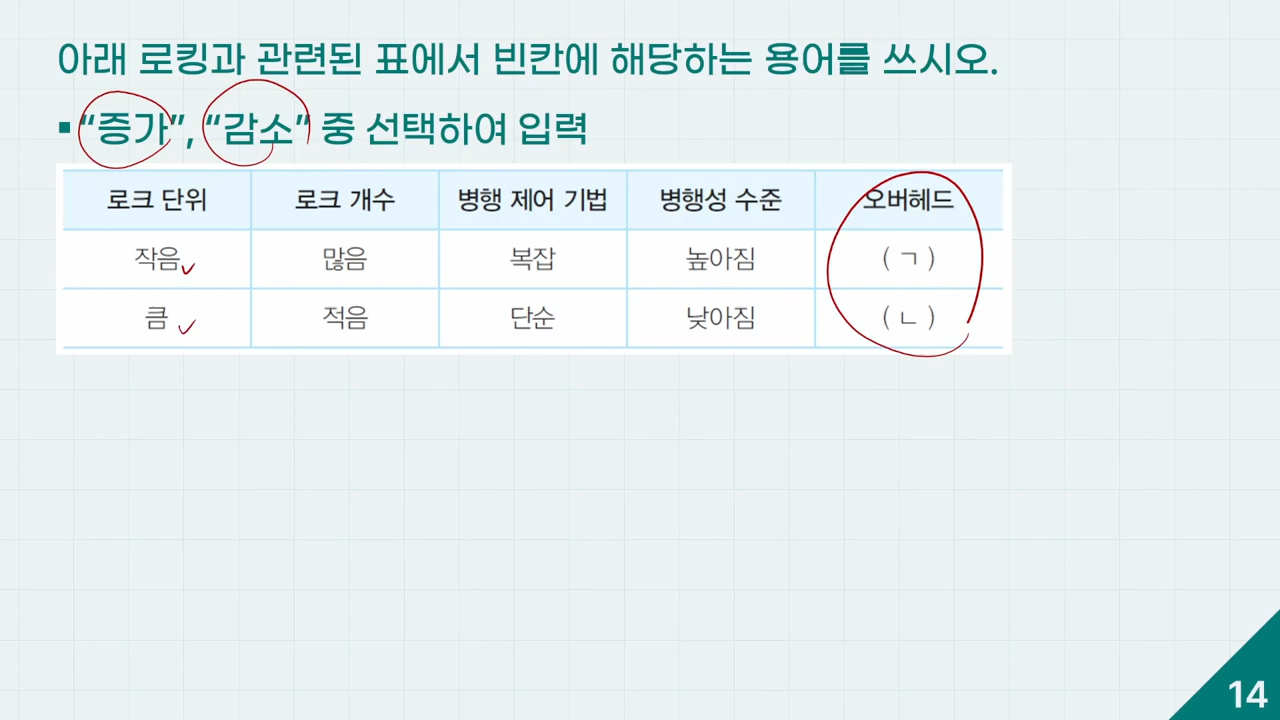 아래 로킹과 관련된 표에서 빈칸에 해당하는 용어를 쓰시오.
▪ “증가”, “감소” 중 선택하여 입력
로크 단위 로크 개수 병행 제어 기법 병행성 수준 오버헤드
작음 많음 복잡 높아짐 ( ㄱ )
큼 적음 단순 낮아짐 ( ㄴ )
14